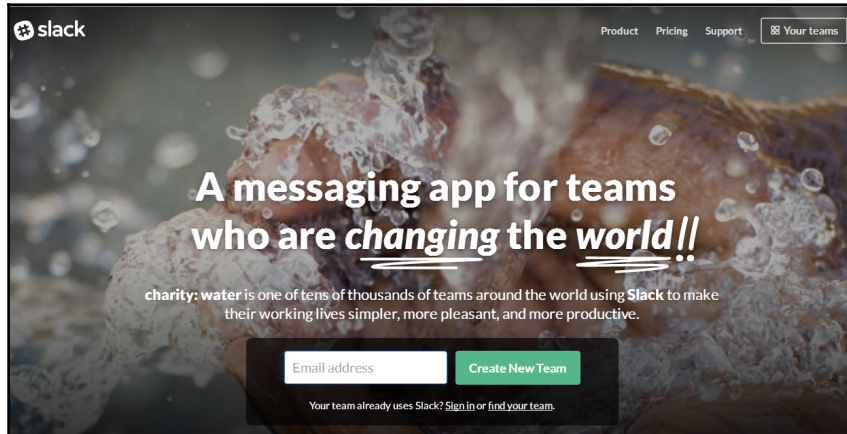 slack
Product Pricing Support Your teams
A messaging app for teams
who are changing the world!!
charity: water is one of tens of thousands of teams around the world using Slack to make
their working lives simpler, more pleasant, and more productive.
Email address Create New Team
Your team already uses Slack? Sign in or find your team.